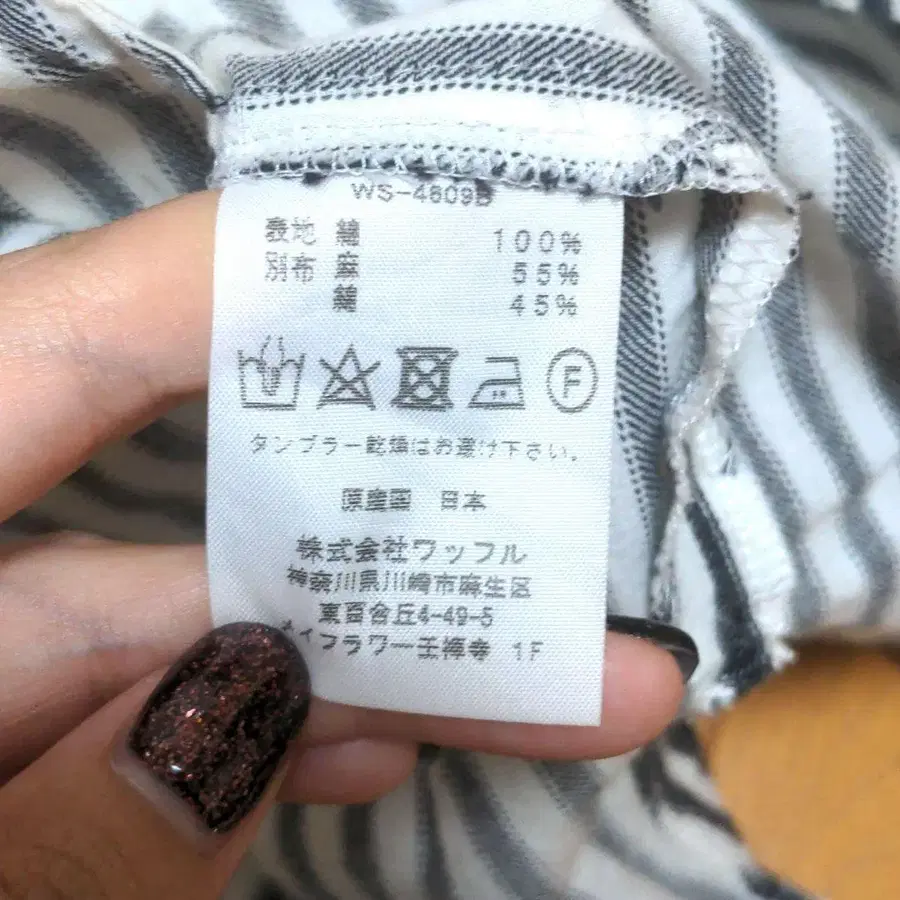 WS-4609B
表地 綿 100%
別布 麻 55%
綿 45%
F
タンブラー乾燥はお避け下さい。
原産国 日本
株式会社ワッフル
神奈川県川崎市麻生区
東百合丘4-49-5
メイフラワー王禅寺 1F